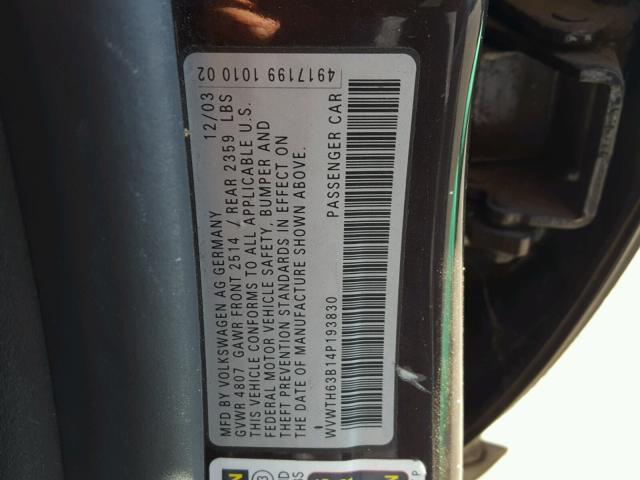 MFD BY VOLKSWAGEN AG GERMANY 12/03
GVWR 4807 GAWR FRONT 2514 / REAR 2359 LBS
THIS VEHICLE CONFORMS TO ALL APPLICABLE U.S.
FEDERAL MOTOR VEHICLE SAFETY, BUMPER AND
THEFT PREVENTION STANDARDS IN EFFECT ON
THE DATE OF MANUFACTURE SHOWN ABOVE.
WVWTH63B14P193830 PASSENGER CAR
4917199 1010 02